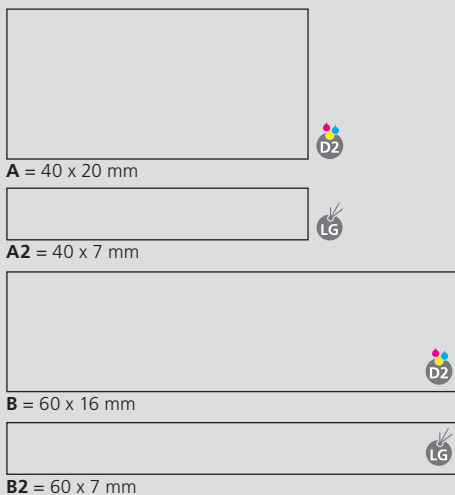 D2
A = 40 x 20 mm
LG
A2 = 40 x 7 mm
D2
B = 60 x 16 mm
LG
B2 = 60 x 7 mm